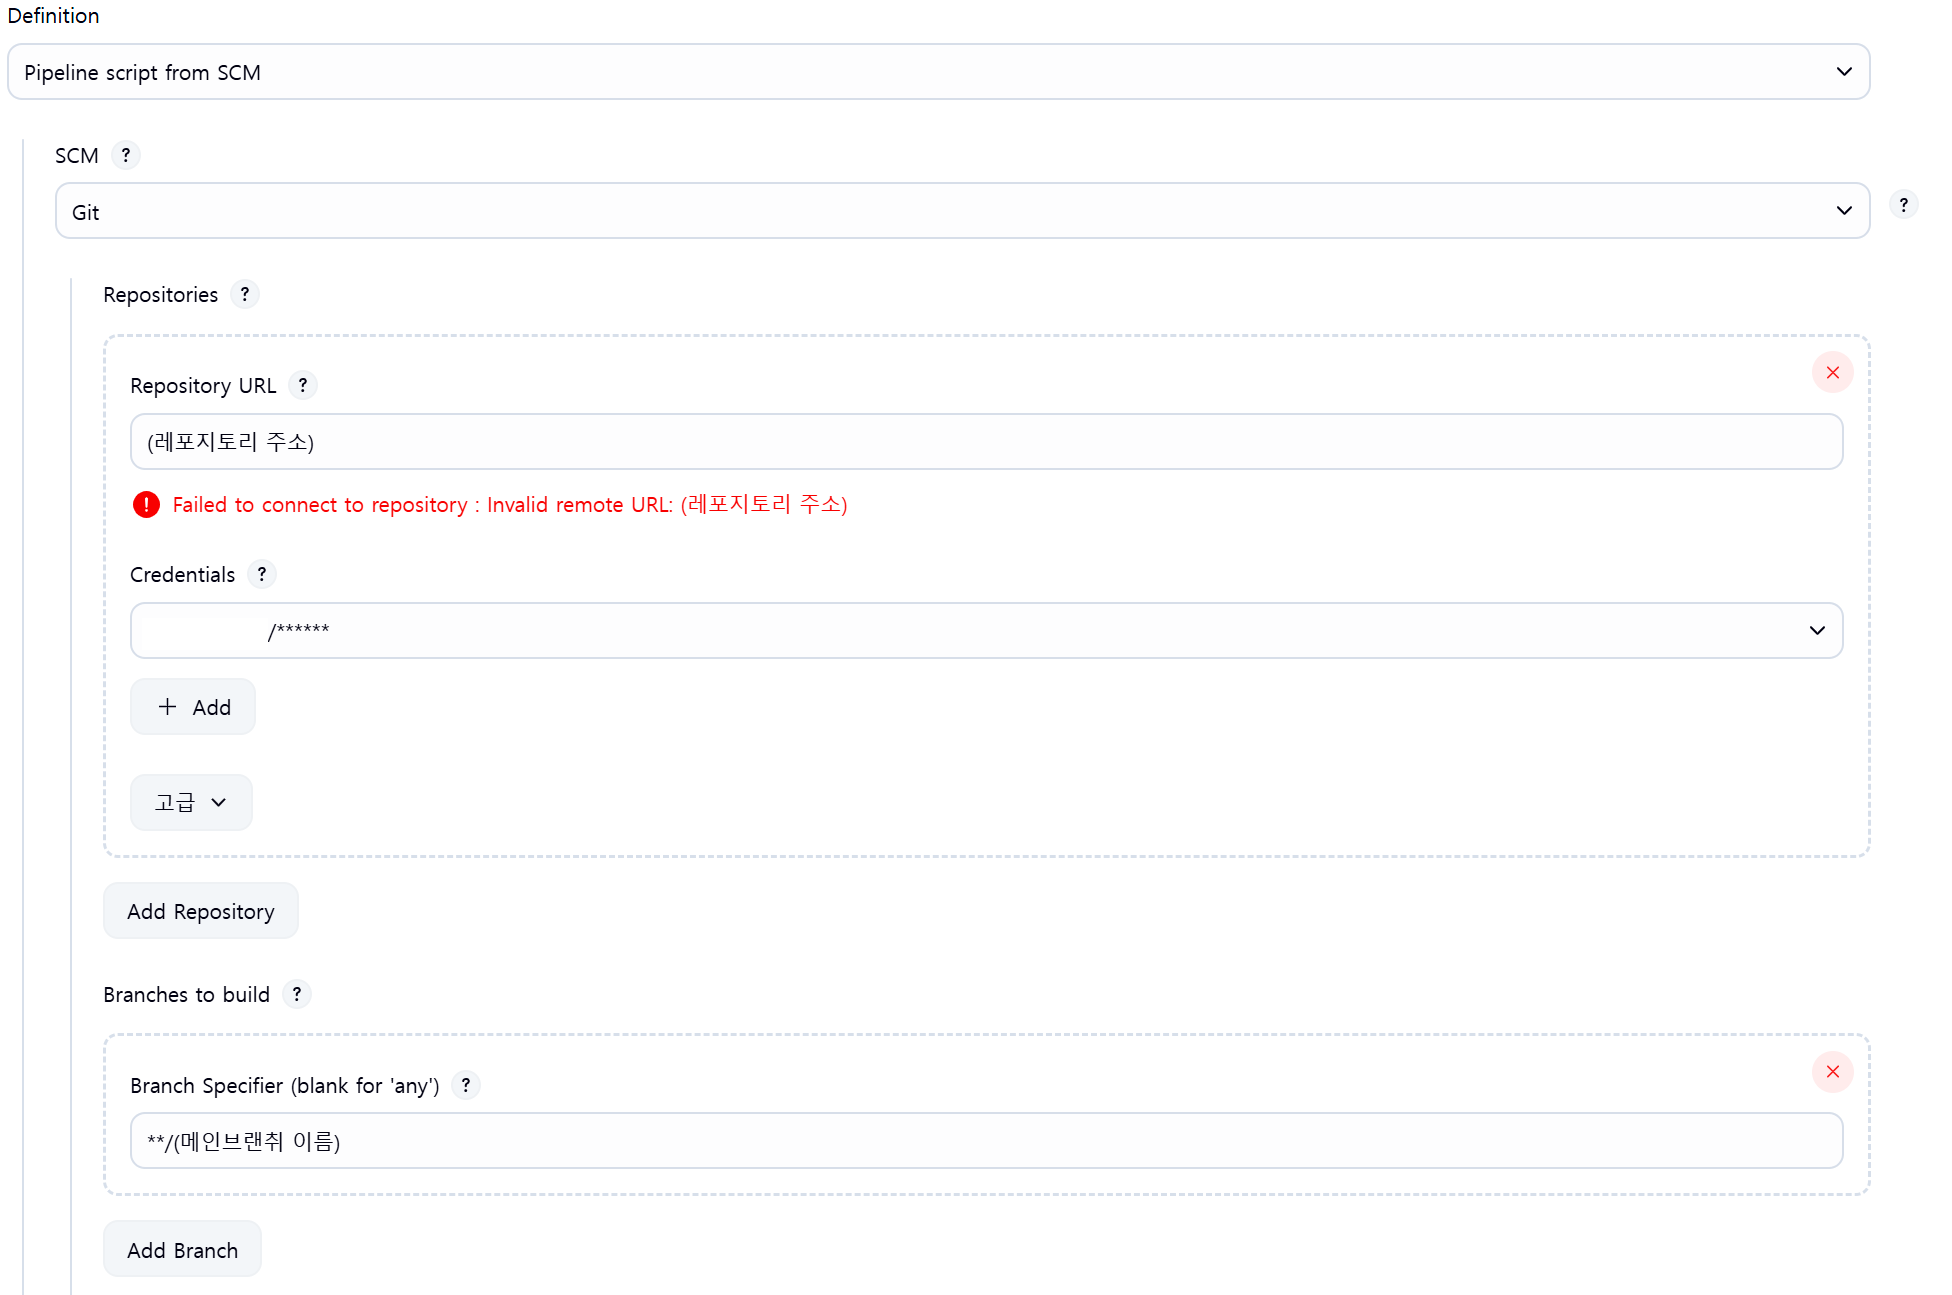 Definition
Pipeline script from SCM
SCM ?
Git
?
Repositories ?
Repository URL ?
(레포지토리 주소)
! Failed to connect to repository : Invalid remote URL: (레포지토리 주소)
Credentials ?
/******
+ Add
고급
Add Repository
Branches to build ?
Branch Specifier (blank for 'any') ?
**/(메인브랜취 이름)
Add Branch